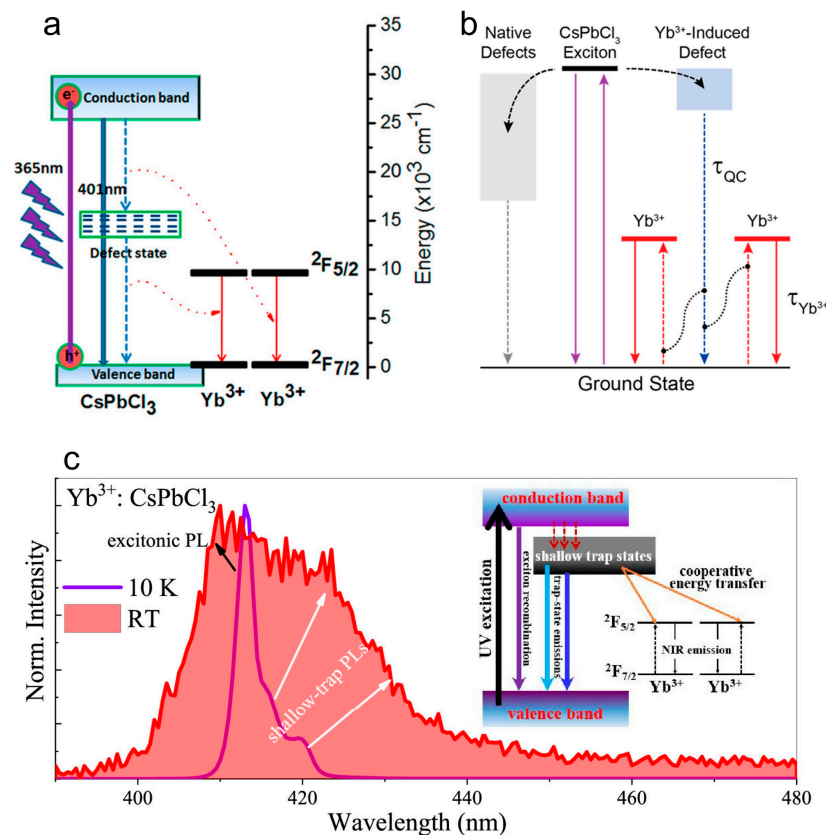 a
e-
Conduction band
365nm
401nm
Defect state
h+
Valence band
CsPbCl3
Yb3+
Yb3+
2F5/2
2F7/2
35
30
25
20
15
10
5
0
Energy (x10^3 cm-1)
b
Native
Defects
CsPbCl3
Exciton
Yb3+-Induced
Defect
τQC
Yb3+
Yb3+
τYb3+
Ground State
c
Yb3+: CsPbCl3
excitonic PL
10 K
RT
shallow-trap PLs
Norm. Intensity
400
420
440
460
480
Wavelength (nm)
conduction band
shallow trap states
cooperative
energy transfer
UV excitation
exciton recombination
trap-state emissions
2F5/2
NIR emission
2F7/2
Yb3+
Yb3+
valence band